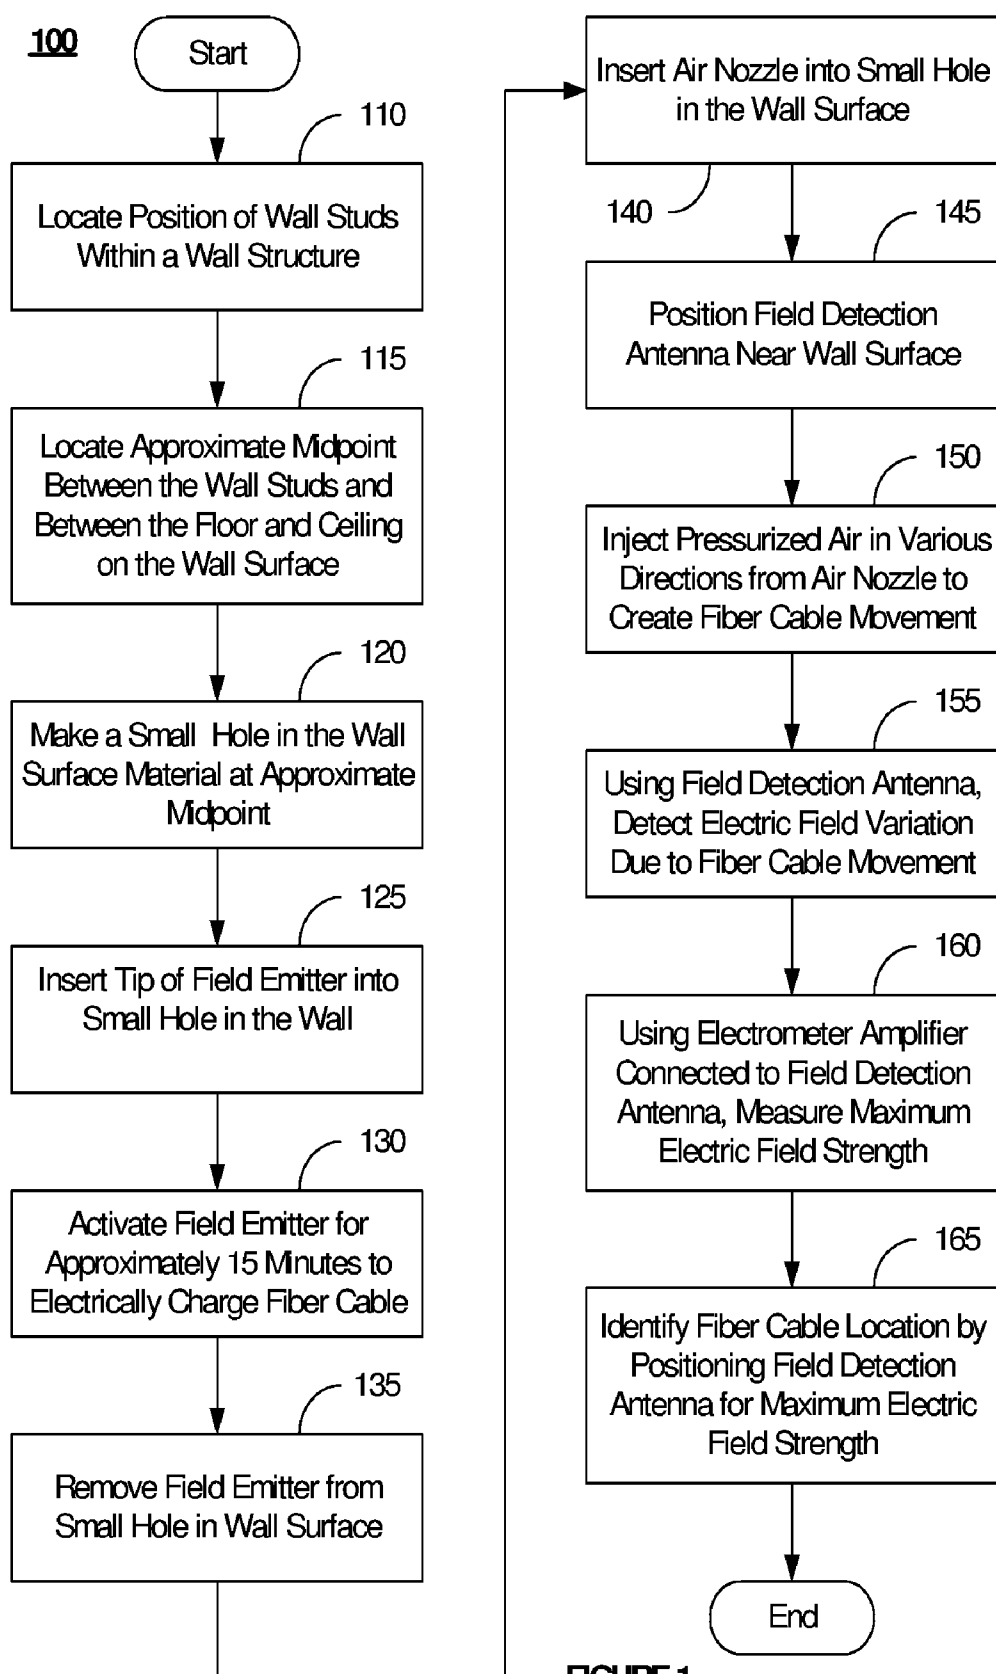 100
Start
110
Locate Position of Wall Studs
Within a Wall Structure
115
Locate Approximate Midpoint
Between the Wall Studs and
Between the Floor and Ceiling
on the Wall Surface
120
Make a Small Hole in the Wall
Surface Material at Approximate
Midpoint
125
Insert Tip of Field Emitter into
Small Hole in the Wall
130
Activate Field Emitter for
Approximately 15 Minutes to
Electrically Charge Fiber Cable
135
Remove Field Emitter from
Small Hole in Wall Surface
Insert Air Nozzle into Small Hole
in the Wall Surface
140
145
Position Field Detection
Antenna Near Wall Surface
150
Inject Pressurized Air in Various
Directions from Air Nozzle to
Create Fiber Cable Movement
155
Using Field Detection Antenna,
Detect Electric Field Variation
Due to Fiber Cable Movement
160
Using Electrometer Amplifier
Connected to Field Detection
Antenna, Measure Maximum
Electric Field Strength
165
Identify Fiber Cable Location by
Positioning Field Detection
Antenna for Maximum Electric
Field Strength
End
FIGURE 1